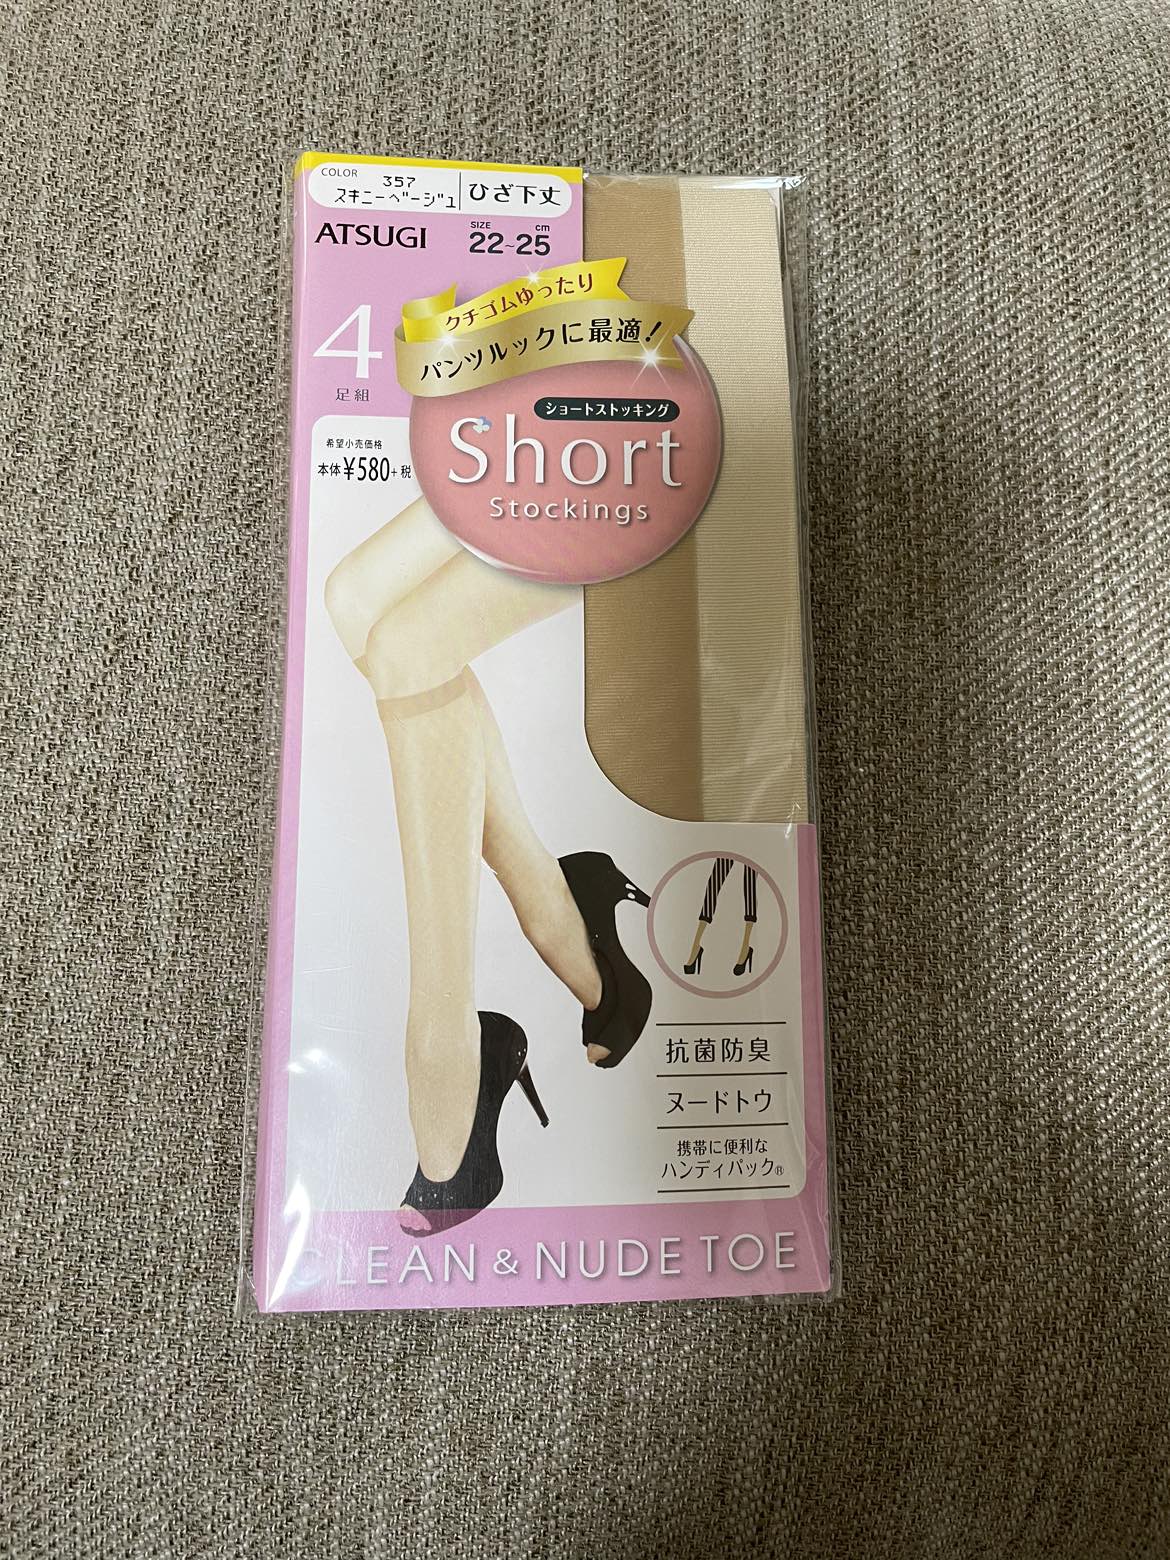 COLOR
357
スキニーベージュ
ひざ下丈
ATSUGI
SIZE
cm
22~25
クチゴムゆったり
パンツルックに最適!
4
足組
ショートストッキング
Short
Stockings
希望小売価格
本体¥580+税
抗菌防臭
ヌードトウ
携帯に便利な
ハンディパック®
CLEAN & NUDE TOE